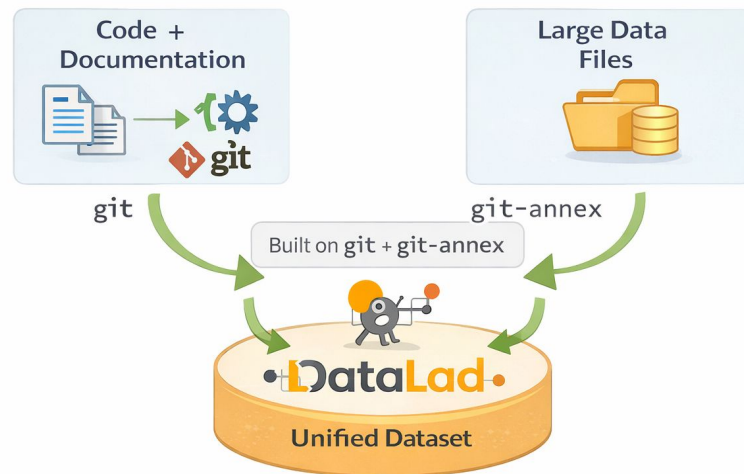 Code +
Documentation
git
Large Data
Files
git
git-annex
Built on git + git-annex
DataLad
Unified Dataset